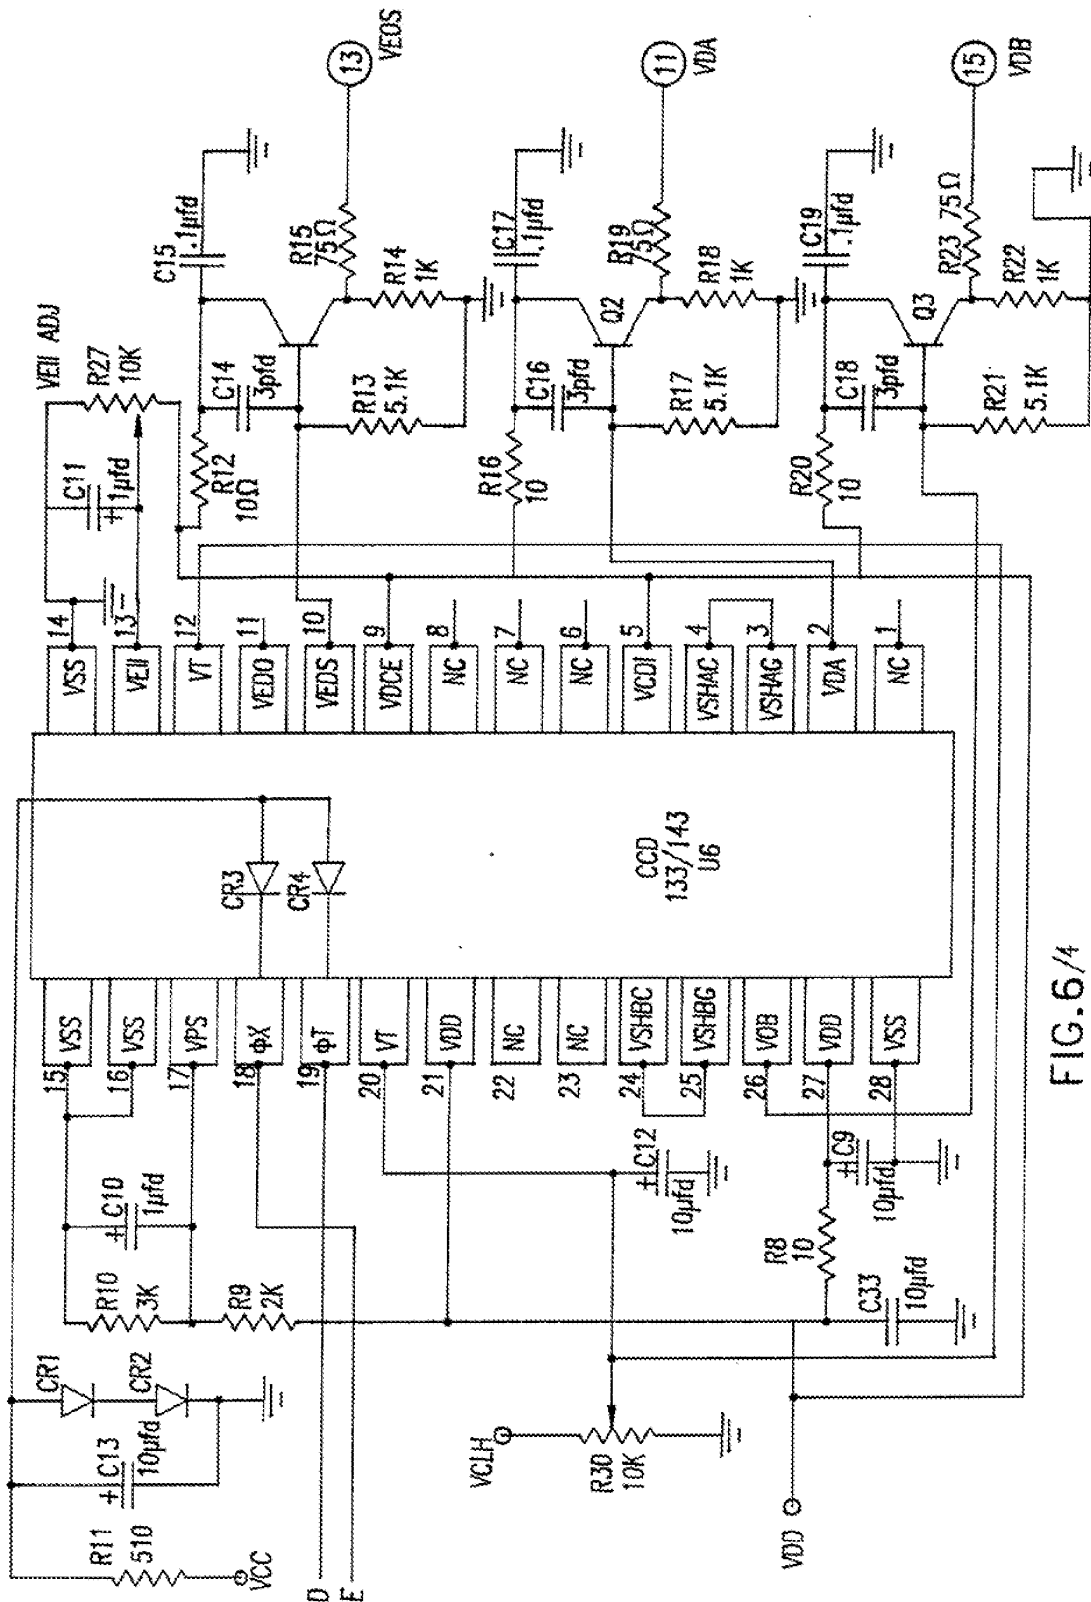 VEII ADJ
R27
10K
C11
+
1µfd
C15
.1µfd
R12
10Ω
C14
3pfd
R15
75Ω
13
VEOS
R13
5.1K
R14
1K
C17
.1µfd
R16
10
C16
3pfd
Q2
R19
75Ω
11
VDA
R17
5.1K
R18
1K
C19
.1µfd
R20
10
C18
3pfd
Q3
R23 75Ω
15
VDB
R21
5.1K
R22
1K
14
VSS
13
VEII
12
VT
11
VEDO
10
VEDS
9
VDCE
8
NC
7
NC
6
NC
5
VCDI
4
VSHAC
3
VSHAG
2
VDA
1
NC
CR3
CR4
CCD
133/143
U6
15
VSS
16
VSS
17
VPS
18
ϕX
19
ϕT
20
VT
21
VDD
22
NC
23
NC
24
VSHBC
25
VSHBG
26
VOB
27
VDD
28
VSS
+
C10
1µfd
R10
3K
R9
2K
+
C12
10µfd
+
C9
10µfd
R8
10
C33
10µfd
CR1
CR2
+
C13
10µfd
R11
510
VCC
D
E
VCLH
R30
10K
VDD
FIG.6/4